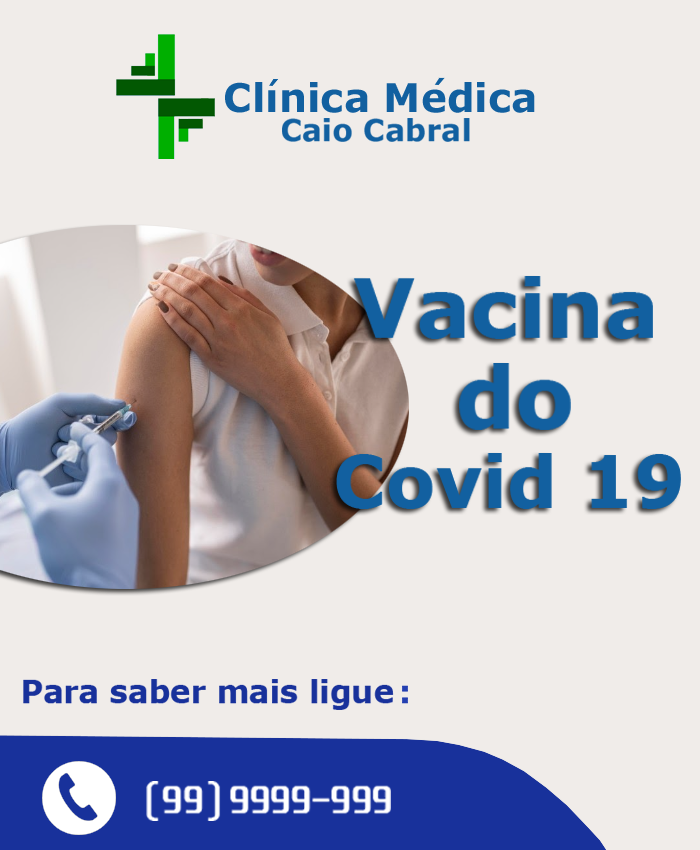 Clínica Médica
Caio Cabral
Vacina
do
Covid 19
Para saber mais ligue:
(99) 9999-999